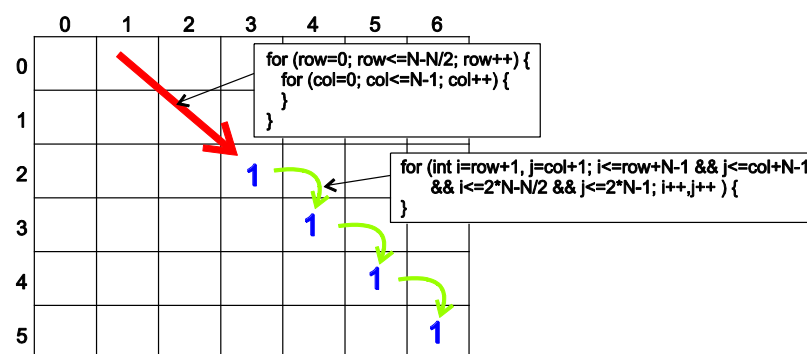 0 1 2 3 4 5 6
0
for (row=0; row<=N-N/2; row++) {
for (col=0; col<=N-1; col++) {
}
}
1
2 1
for (int i=row+1, j=col+1; i<=row+N-1 && j<=col+N-1
&& i<=2*N-N/2 && j<=2*N-1; i++,j++ ) {
}
3 1
4 1
5 1